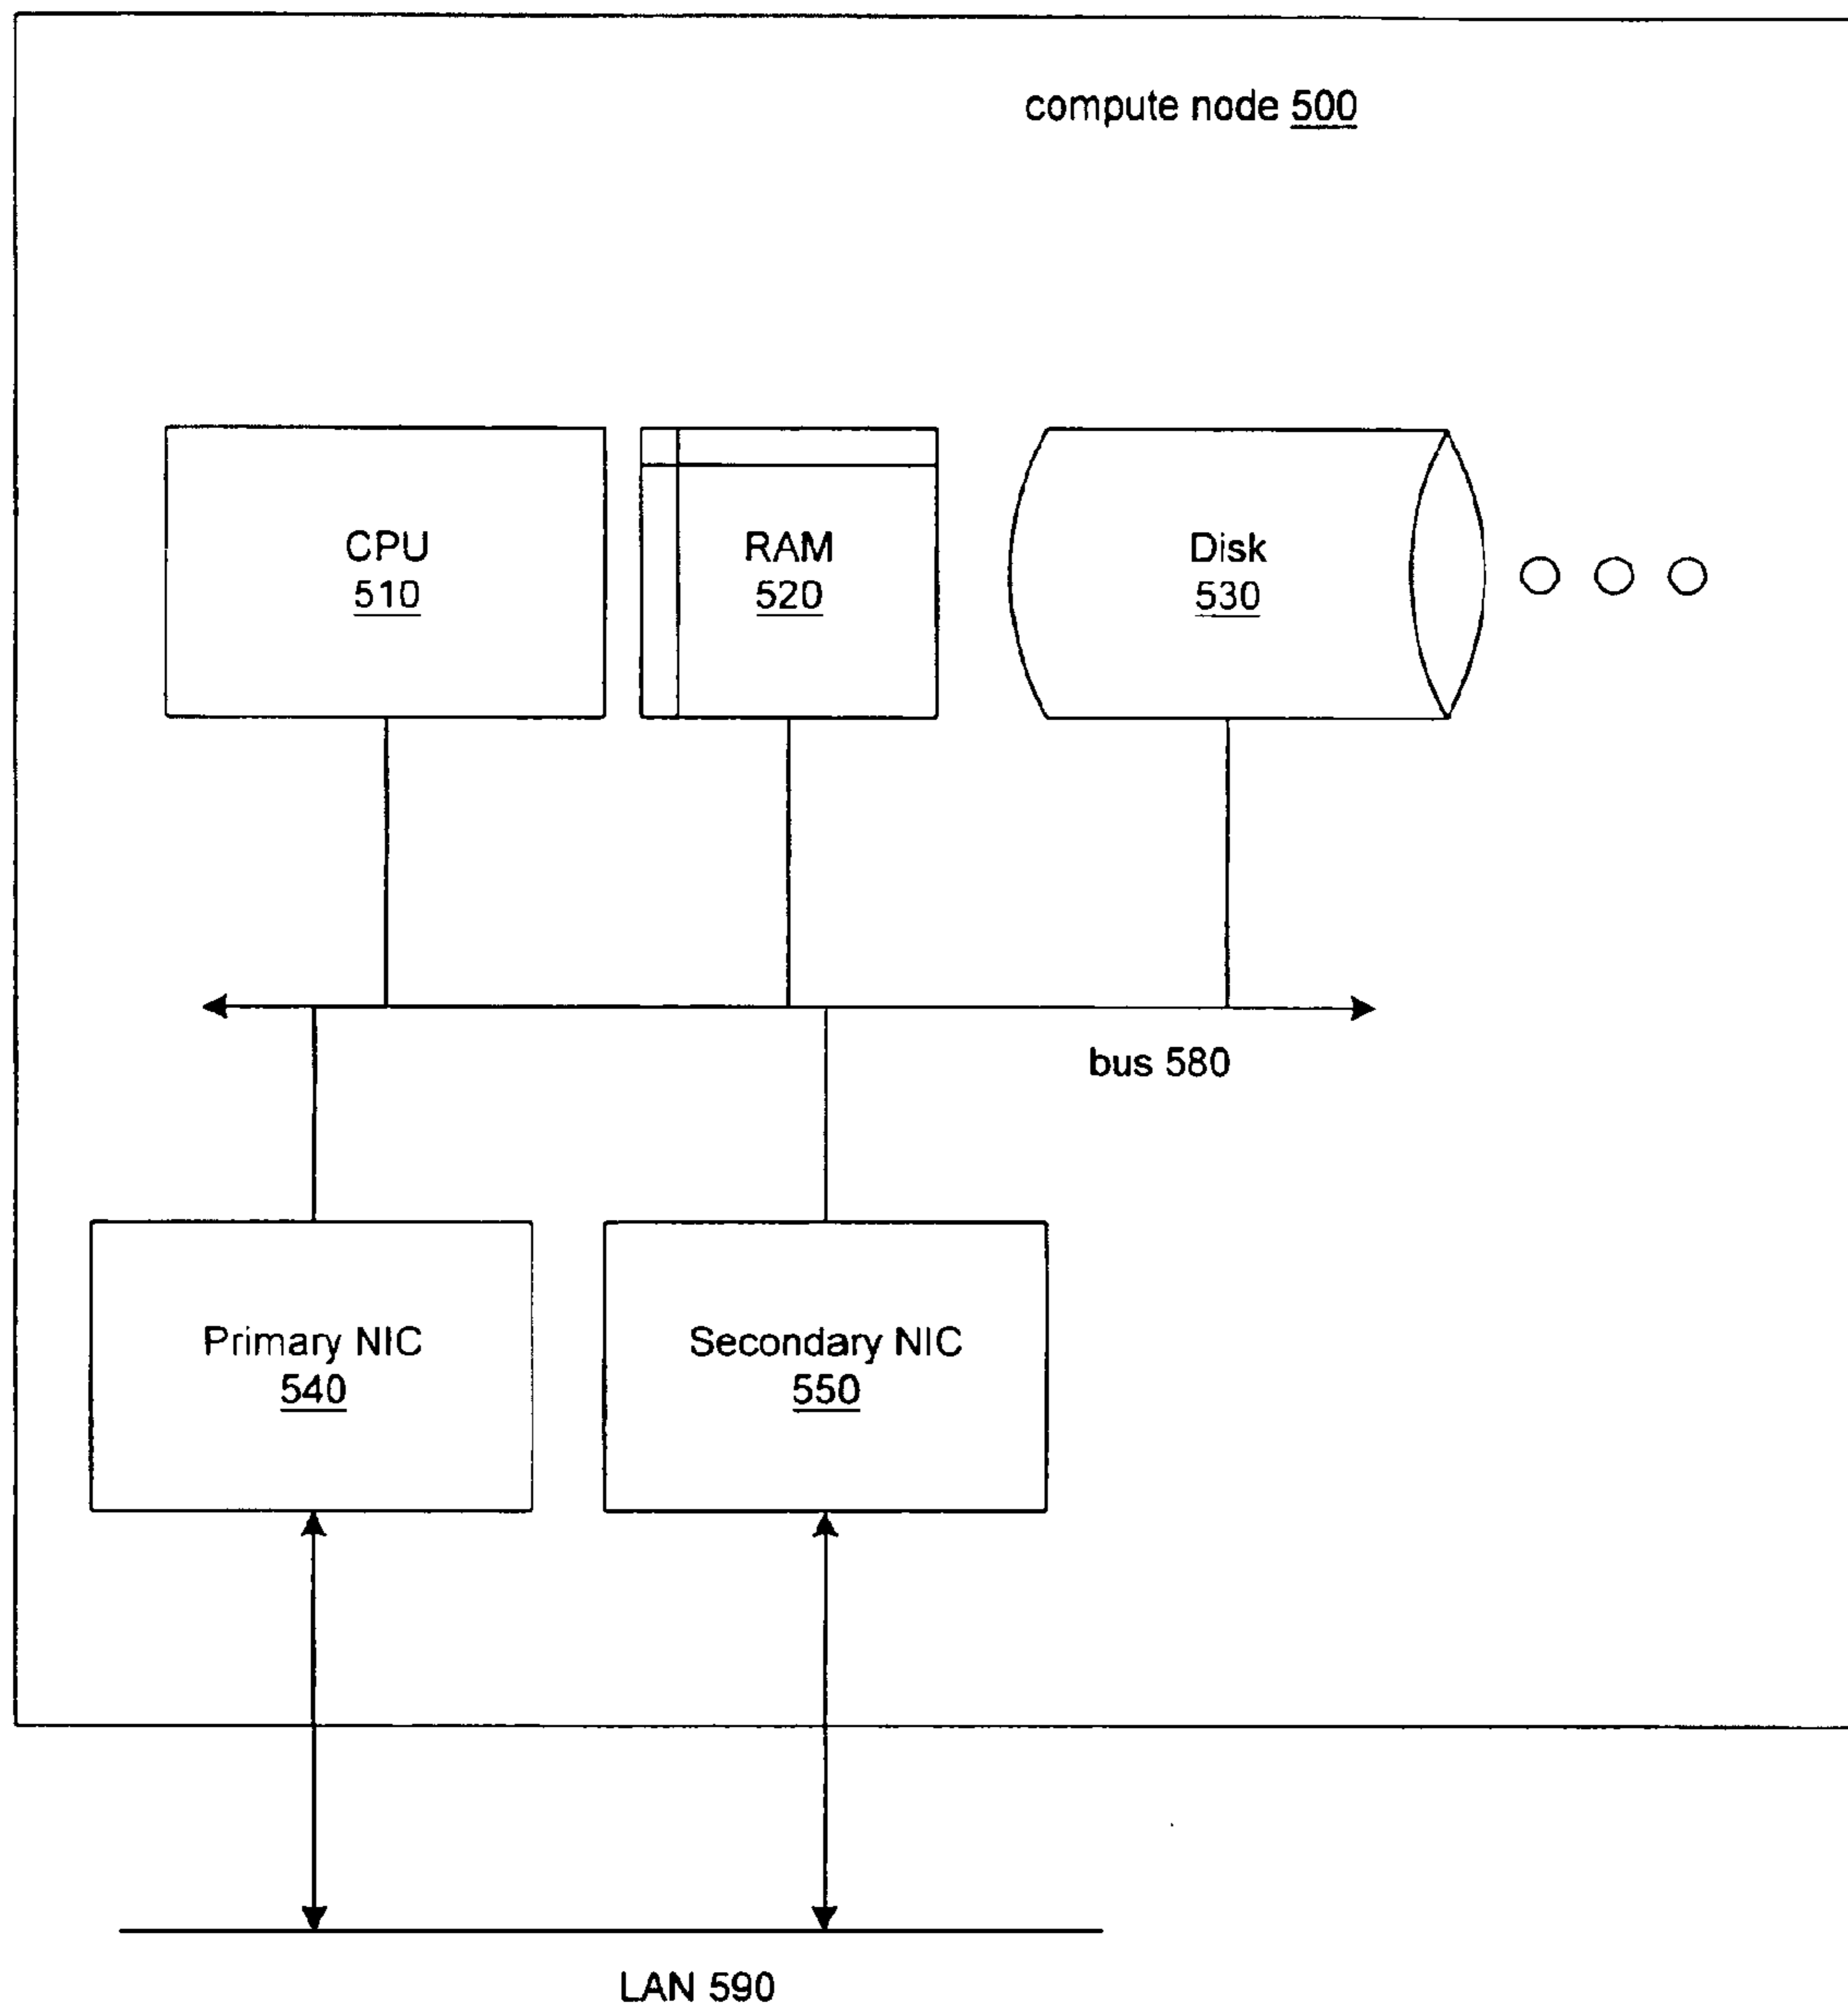 compute node 500
CPU
510
RAM
520
Disk
530
bus 580
Primary NIC
540
Secondary NIC
550
LAN 590